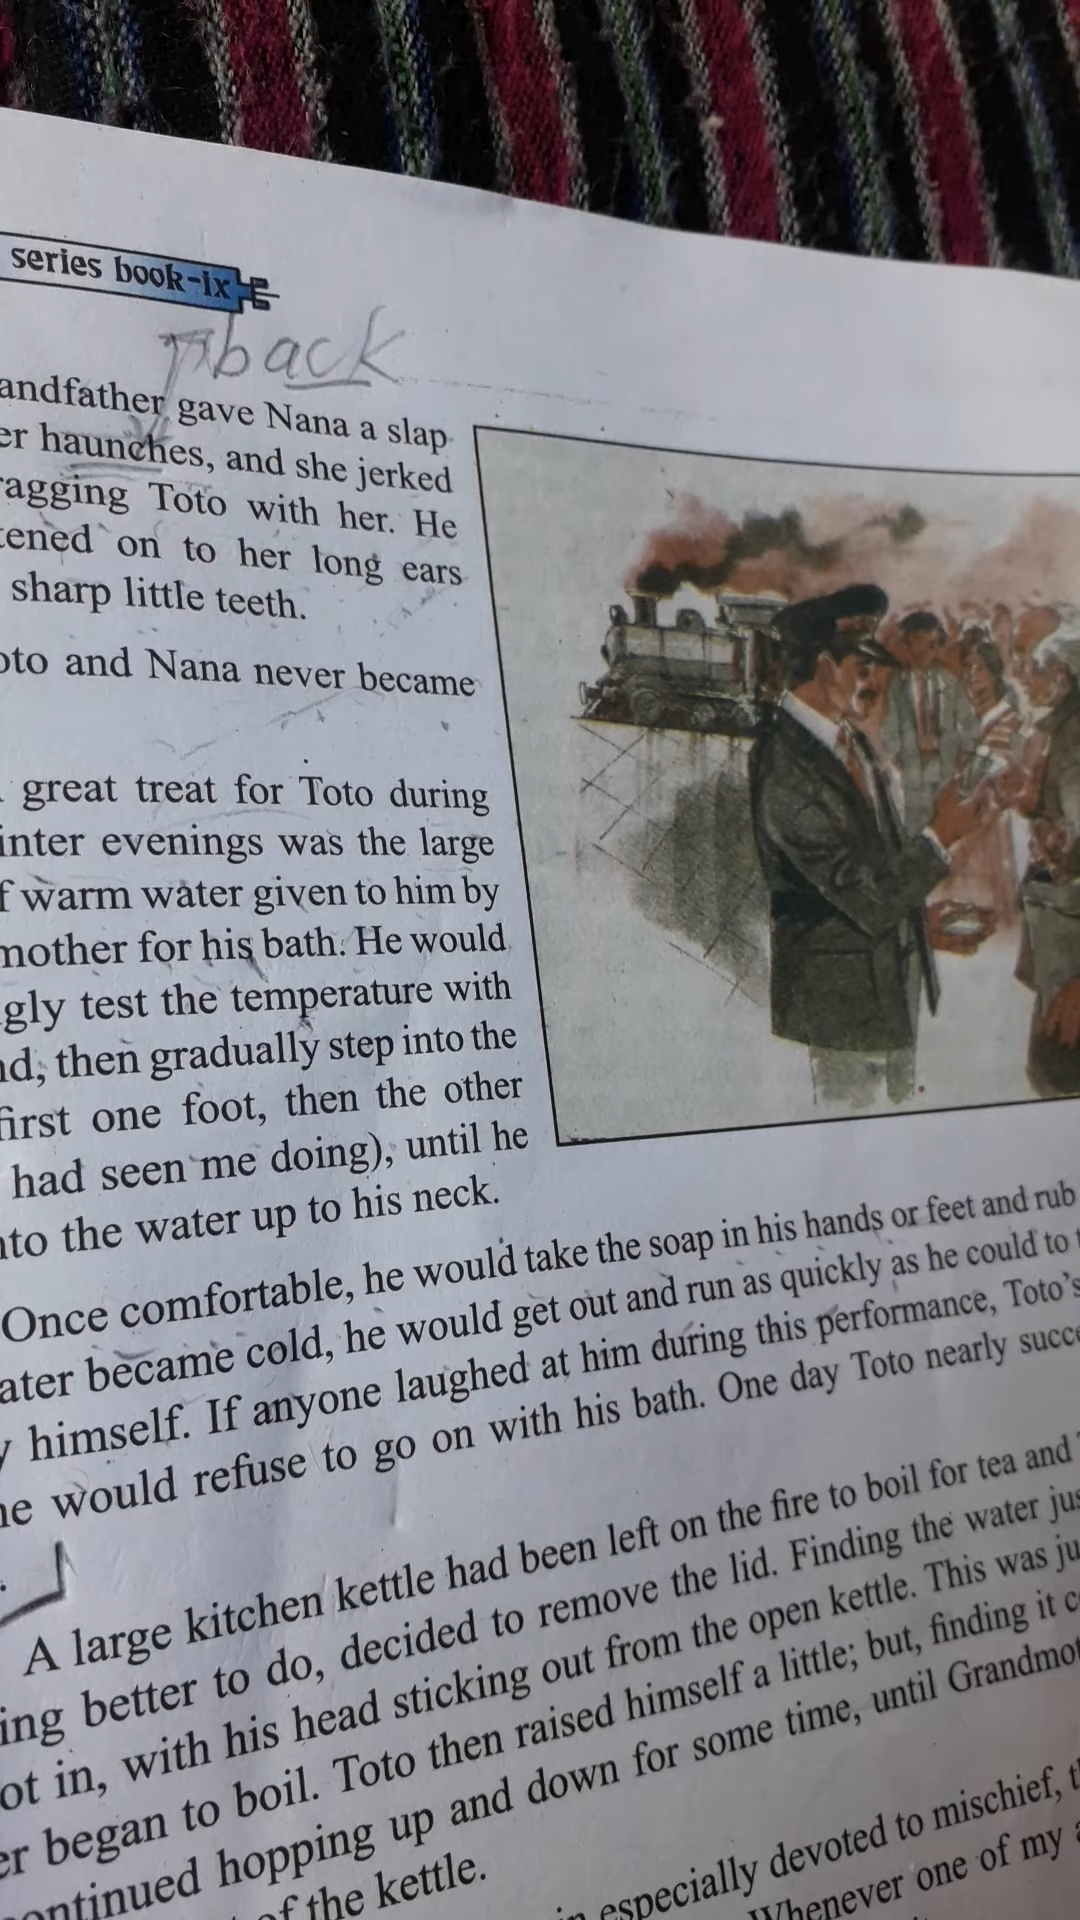 series book-ix
back
andfather gave Nana a slap
er haunches, and she jerked
ragging Toto with her. He
tened on to her long ears
sharp little teeth.
oto and Nana never became
great treat for Toto during
inter evenings was the large
f warm water given to him by
mother for his bath. He would
gly test the temperature with
nd; then gradually step into the
first one foot, then the other
had seen me doing), until he
nto the water up to his neck.
Once comfortable, he would take the soap in his hands or feet and rub
ater became cold, he would get out and run as quickly as he could to t
y himself. If anyone laughed at him during this performance, Toto's
he would refuse to go on with his bath. One day Toto nearly succe
A large kitchen kettle had been left on the fire to boil for tea and T
ing better to do, decided to remove the lid. Finding the water jus
ot in, with his head sticking out from the open kettle. This was ju
er began to boil. Toto then raised himself a little; but, finding it c
ontinued hopping up and down for some time, until Grandmot
of the kettle.
especially devoted to mischief, t
Whenever one of my a